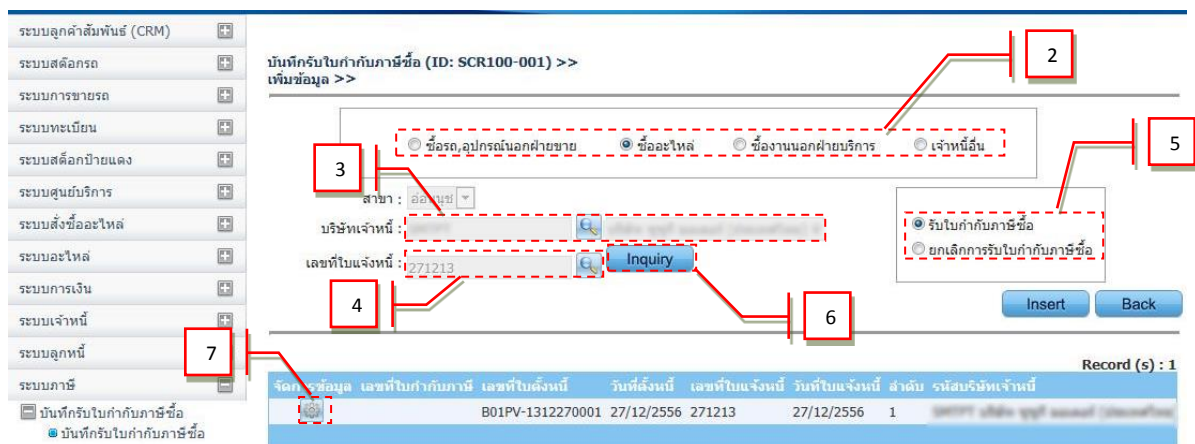 ระบบลูกค้าสัมพันธ์ (CRM)
ระบบสต๊อกรถ
ระบบการขายรถ
ระบบทะเบียน
ระบบสต็อกป้ายแดง
ระบบศูนย์บริการ
ระบบสั่งซื้ออะไหล่
ระบบอะไหล่
ระบบการเงิน
ระบบเจ้าหนี้
ระบบลูกหนี้
ระบบภาษี
บันทึกรับใบกำกับภาษีซื้อ
บันทึกรับใบกำกับภาษีซื้อ
บันทึกรับใบกำกับภาษีซื้อ (ID: SCR100-001) >>
เพิ่มข้อมูล >>
2
ซื้อรถ,อุปกรณ์นอกฝ่ายขาย ซื้ออะไหล่ ซื้องานนอกฝ่ายบริการ เจ้าหนี้อื่น
5
3
สาขา : อ่อนนุช
บริษัทเจ้าหนี้ :
รับใบกำกับภาษีซื้อ
ยกเลิกการรับใบกำกับภาษีซื้อ
เลขที่ใบแจ้งหนี้ : 271213 Inquiry
4
6
Insert Back
7
Record (s) : 1
จัดการข้อมูล เลขที่ใบกำกับภาษี เลขที่ใบตั้งหนี้ วันที่ตั้งหนี้ เลขที่ใบแจ้งหนี้ วันที่ใบแจ้งหนี้ ลำดับ รหัสบริษัทเจ้าหนี้
B01PV-1312270001 27/12/2556 271213 27/12/2556 1